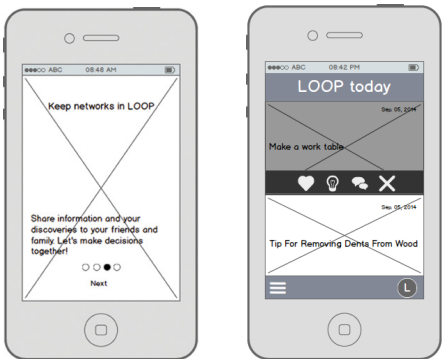 ABC 08:48 AM
Keep networks in LOOP
Share information and your
discoveries to your friends and
family. Let's make decisions
together!
Next
ABC 08:42 PM
LOOP today
Sep. 05, 2014
Make a work table
Sep. 05, 2014
Tip For Removing Dents From Wood
L